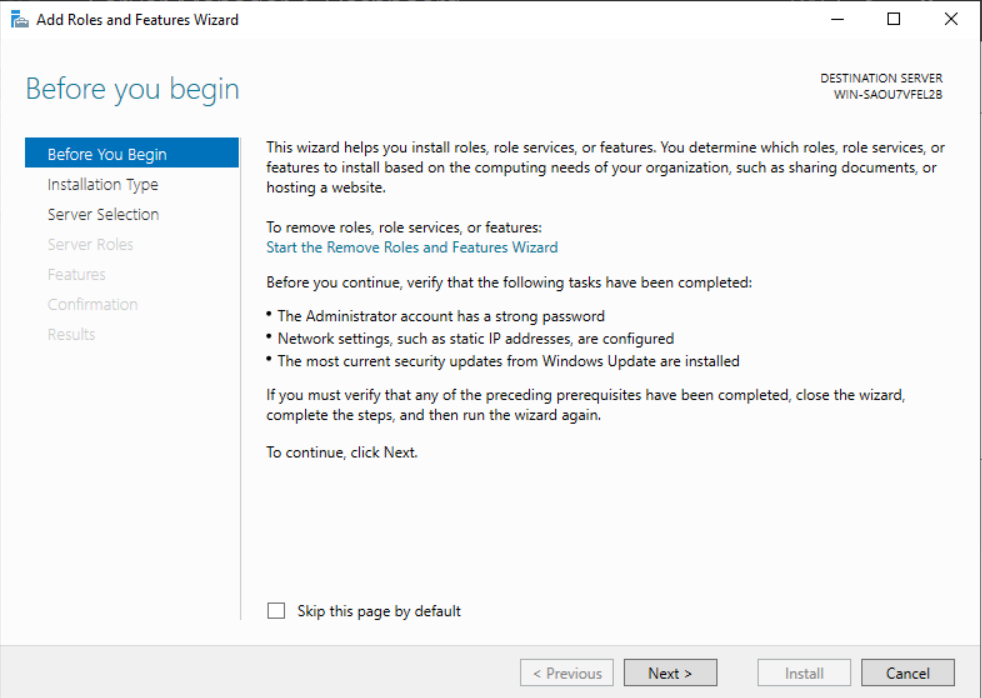 Add Roles and Features Wizard
Before you begin
DESTINATION SERVER
WIN-SAOU7VFEL2B
Before You Begin
Installation Type
Server Selection
Server Roles
Features
Confirmation
Results
This wizard helps you install roles, role services, or features. You determine which roles, role services, or
features to install based on the computing needs of your organization, such as sharing documents, or
hosting a website.
To remove roles, role services, or features:
Start the Remove Roles and Features Wizard
Before you continue, verify that the following tasks have been completed:
• The Administrator account has a strong password
• Network settings, such as static IP addresses, are configured
• The most current security updates from Windows Update are installed
If you must verify that any of the preceding prerequisites have been completed, close the wizard,
complete the steps, and then run the wizard again.
To continue, click Next.
Skip this page by default
< Previous
Next >
Install
Cancel